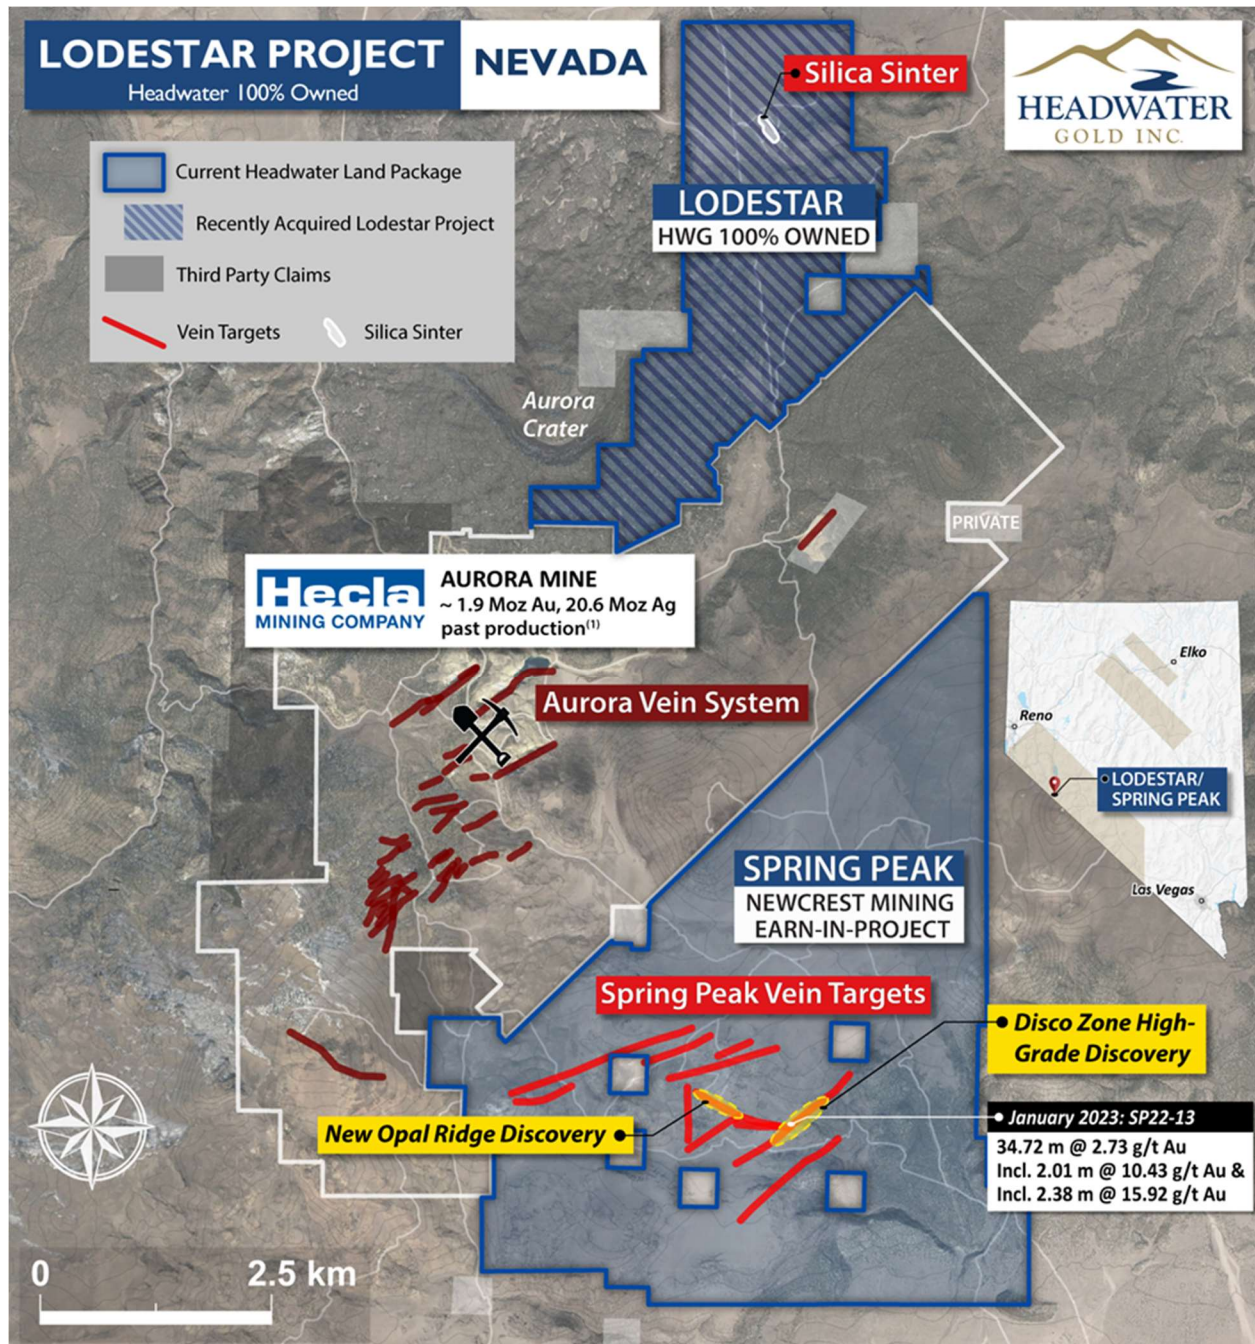 LODESTAR PROJECT
Headwater 100% Owned
NEVADA
HEADWATER
GOLD INC.
Silica Sinter
Current Headwater Land Package
Recently Acquired Lodestar Project
Third Party Claims
Vein Targets
Silica Sinter
LODESTAR
HWG 100% OWNED
Aurora
Crater
PRIVATE
Hecla
MINING COMPANY
AURORA MINE
~ 1.9 Moz Au, 20.6 Moz Ag
past production(1)
Aurora Vein System
Elko
Reno
LODESTAR/
SPRING PEAK
Las Vegas
SPRING PEAK
NEWCREST MINING
EARN-IN-PROJECT
Spring Peak Vein Targets
Disco Zone High-
Grade Discovery
New Opal Ridge Discovery
January 2023: SP22-13
34.72 m @ 2.73 g/t Au
Incl. 2.01 m @ 10.43 g/t Au &
Incl. 2.38 m @ 15.92 g/t Au
0
2.5 km